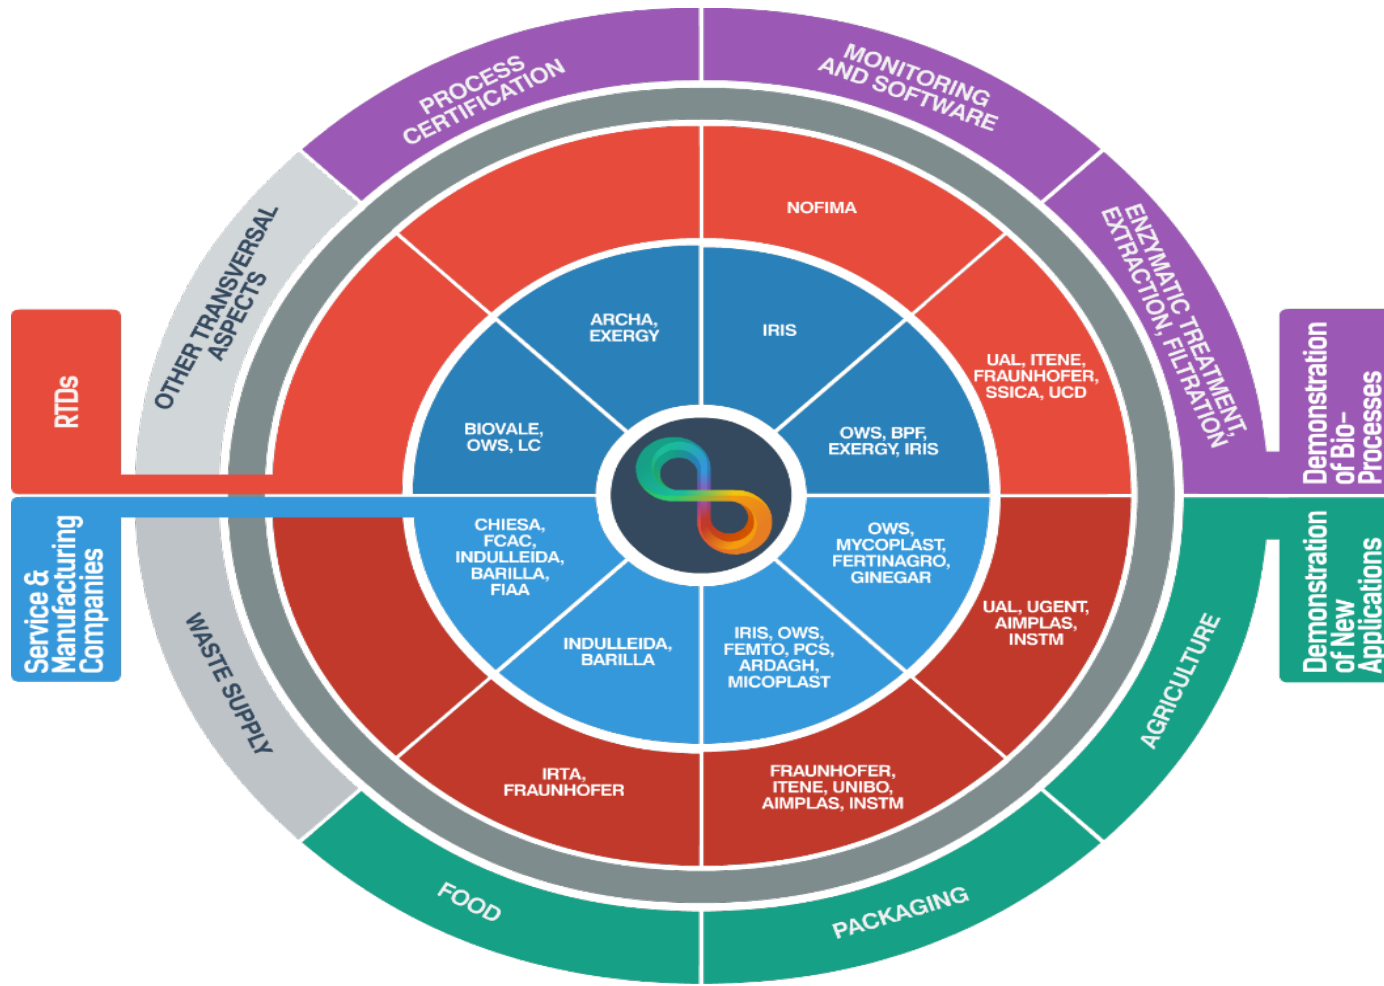 PROCESS
CERTIFICATION
MONITORING
AND SOFTWARE
ENZYMATIC TREATMENT,
EXTRACTION, FILTRATION
OTHER TRANSVERSAL
ASPECTS
NOFIMA
ARCHA,
EXERGY
IRIS
UAL, ITENE,
FRAUNHOFER,
SSICA, UCD
BIOVALE,
OWS, LC
OWS, BPF,
EXERGY, IRIS
RTDs
Demonstration
of Bio-
Processes
Service &
Manufacturing
Companies
Demonstration
of New
Applications
CHIESA,
FCAC,
INDULLEIDA,
BARILLA,
FIAA
OWS,
MYCOPLAST,
FERTINAGRO,
GINEGAR
UAL, UGENT,
AIMPLAS,
INSTM
INDULLEIDA,
BARILLA
IRIS, OWS,
FEMTO, PCS,
ARDAGH,
MICOPLAST
WASTE SUPPLY
AGRICULTURE
IRTA,
FRAUNHOFER
FRAUNHOFER,
ITENE, UNIBO,
AIMPLAS, INSTM
FOOD
PACKAGING